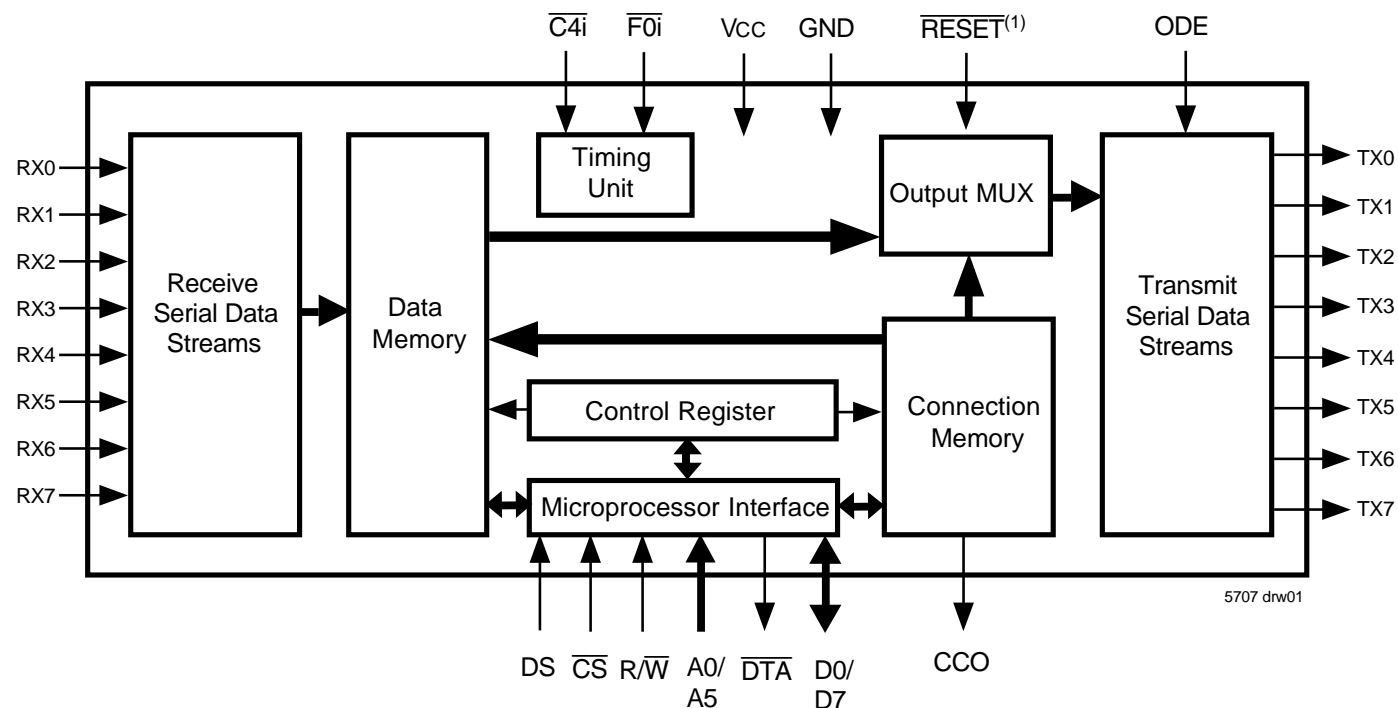 C4i F0i VCC GND RESET(1) ODE
RX0
RX1
RX2
RX3
RX4
RX5
RX6
RX7
Receive
Serial Data
Streams
Data
Memory
Timing
Unit
Output MUX
Control Register
Microprocessor Interface
Connection
Memory
Transmit
Serial Data
Streams
TX0
TX1
TX2
TX3
TX4
TX5
TX6
TX7
5707 drw01
DS CS R/W A0/ DTA D0/ CCO
A5 D7